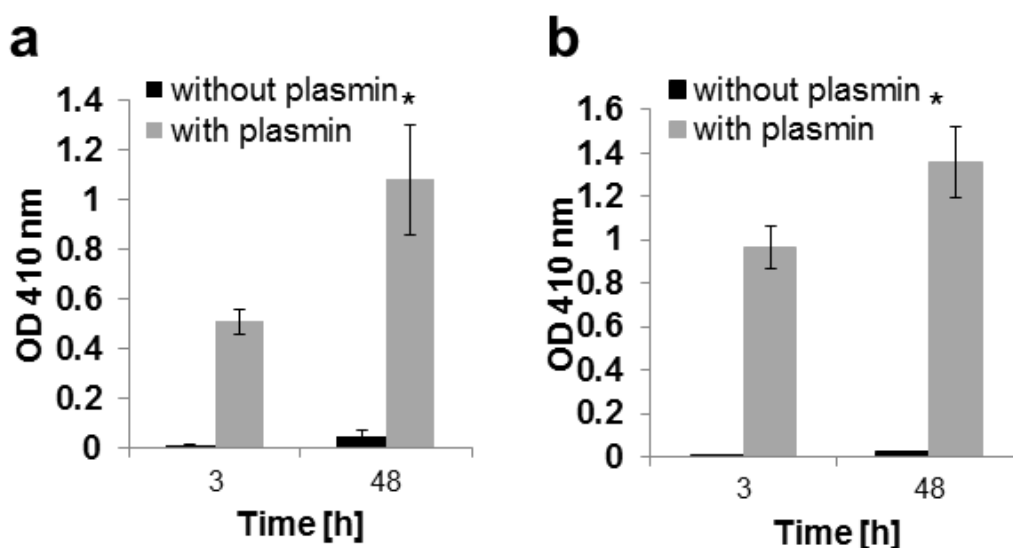 a
without plasmin *
with plasmin
OD 410 nm
1.4
1.2
1
0.8
0.6
0.4
0.2
0
3
48
Time [h]
b
without plasmin *
with plasmin
OD 410 nm
1.6
1.4
1.2
1
0.8
0.6
0.4
0.2
0
3
48
Time [h]